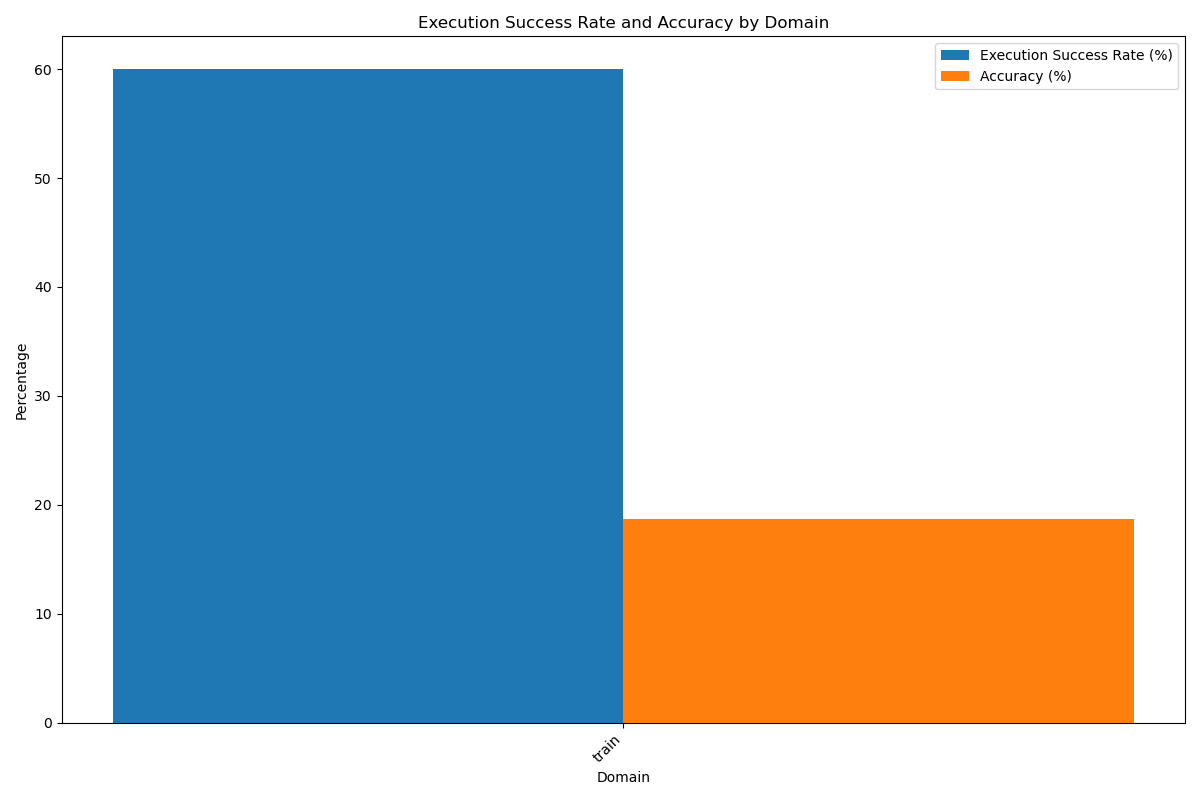 Execution Success Rate and Accuracy by Domain
Execution Success Rate (%)
Accuracy (%)
60
50
40
30
20
10
0
Percentage
train
Domain